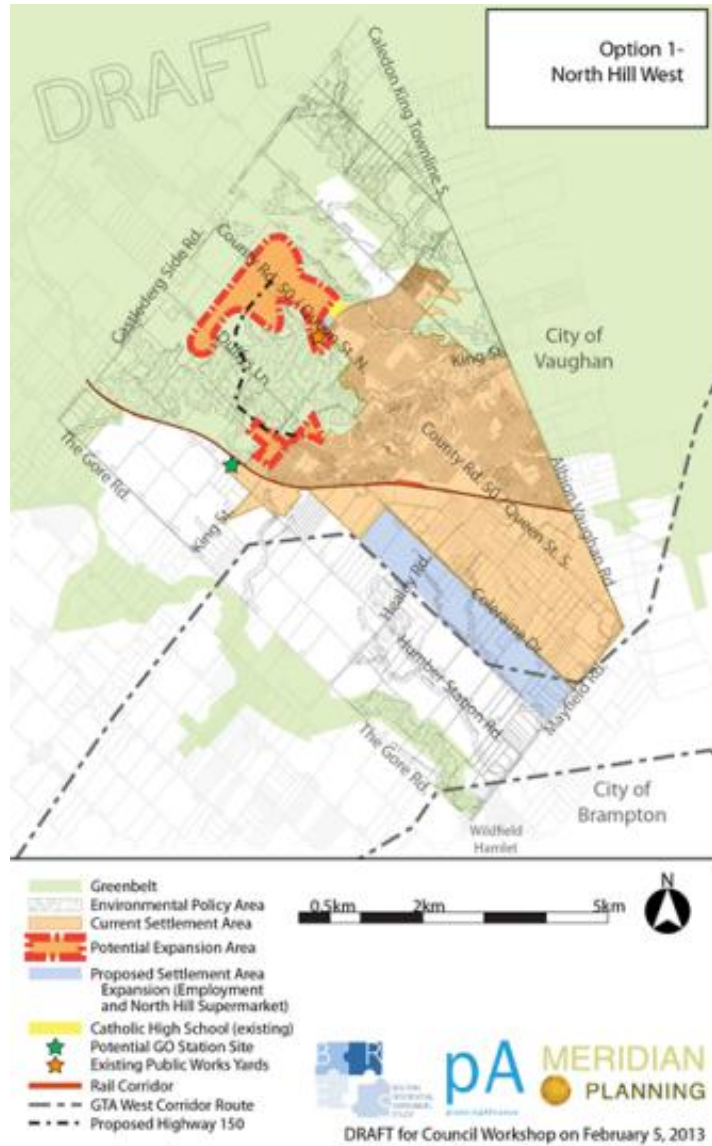 DRAFT
Option 1-
North Hill West
Caledon King Townline S.
Castlederg Side Rd.
County Rd. 50 / Queen St. N.
Duffy's Ln.
King St.
City of
Vaughan
The Gore Rd.
King St.
County Rd. 50 / Queen St. S.
Albion Vaughan Rd.
Healey Rd.
Coleraine Dr.
Humber Station Rd.
Mayfield Rd.
The Gore Rd.
City of
Brampton
Wildfield
Hamlet
Greenbelt
Environmental Policy Area
Current Settlement Area
Potential Expansion Area
Proposed Settlement Area
Expansion (Employment
and North Hill Supermarket)
Catholic High School (existing)
Potential GO Station Site
Existing Public Works Yards
Rail Corridor
GTA West Corridor Route
Proposed Highway 150
0.5km 2km 5km
N
B R
pA
MERIDIAN
PLANNING
DRAFT for Council Workshop on February 5, 2013